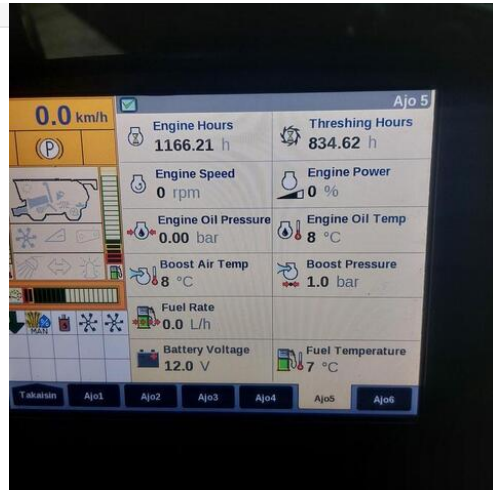 Ajo 5
0.0 km/h
(P)
Engine Hours
1166.21 h
Threshing Hours
834.62 h
Engine Speed
0 rpm
Engine Power
0 %
Engine Oil Pressure
0.00 bar
Engine Oil Temp
8 °C
Boost Air Temp
8 °C
Boost Pressure
1.0 bar
Fuel Rate
0.0 L/h
MAN
Battery Voltage
12.0 V
Fuel Temperature
7 °C
Takaisin
Ajo1
Ajo2
Ajo3
Ajo4
Ajo5
Ajo6